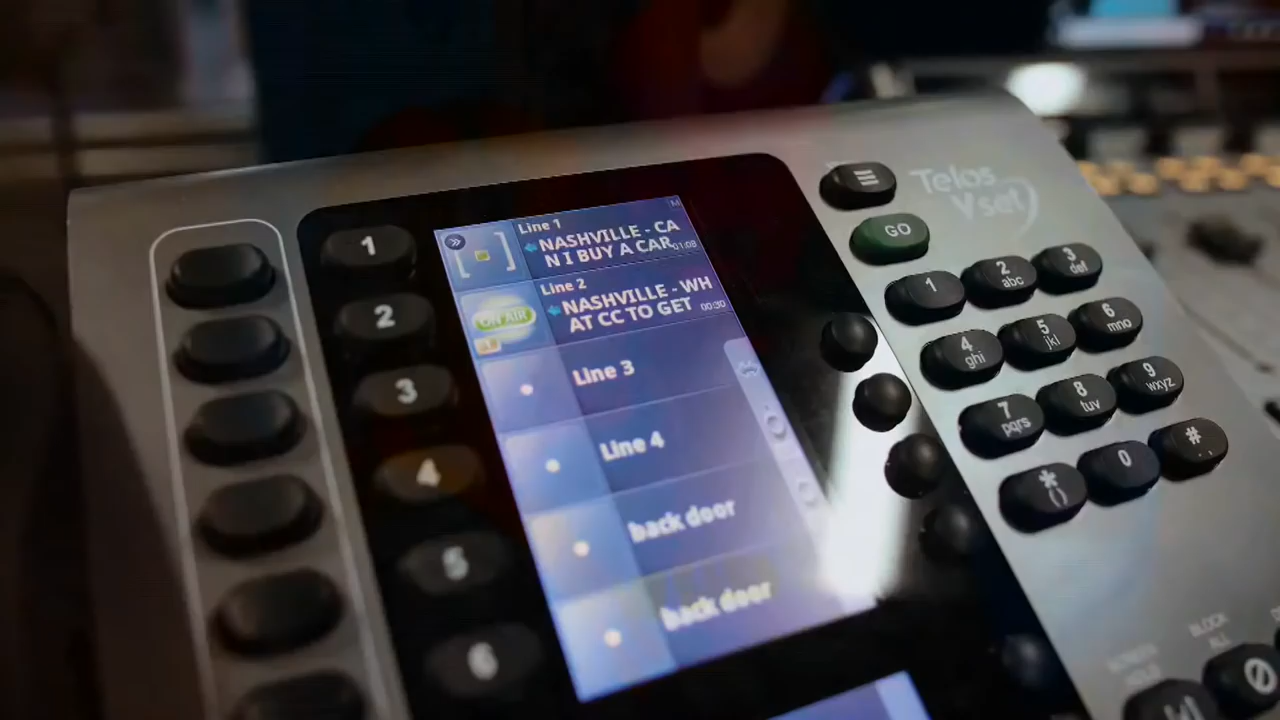 1
2
3
4
5
6
M
Line 1
NASHVILLE - CA
N I BUY A CAR
01:08
Line 2
NASHVILLE - WH
AT CC TO GET
00:30
ON AIR
Line 3
Line 4
back door
back door
Telos
Vset
GO
1
2 abc
3 def
4 ghi
5 jkl
6 mno
7 pqrs
8 tuv
9 wxyz
* ()
0
# .,
BLOCK
ALL